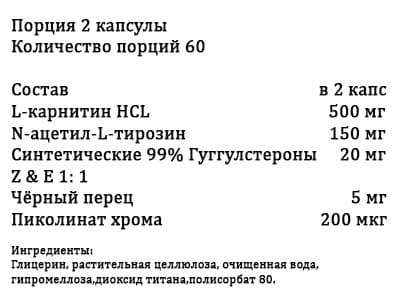 Порция 2 капсулы
Количество порций 60
Состав в 2 капс
L-карнитин HCL 500 мг
N-ацетил-L-тирозин 150 мг
Синтетические 99% Гуггулстероны 20 мг
Z & E 1: 1
Чёрный перец 5 мг
Пиколинат хрома 200 мкг
Ингредиенты:
Глицерин, растительная целлюлоза, очищенная вода,
гипромеллоза,диоксид титана,полисорбат 80.